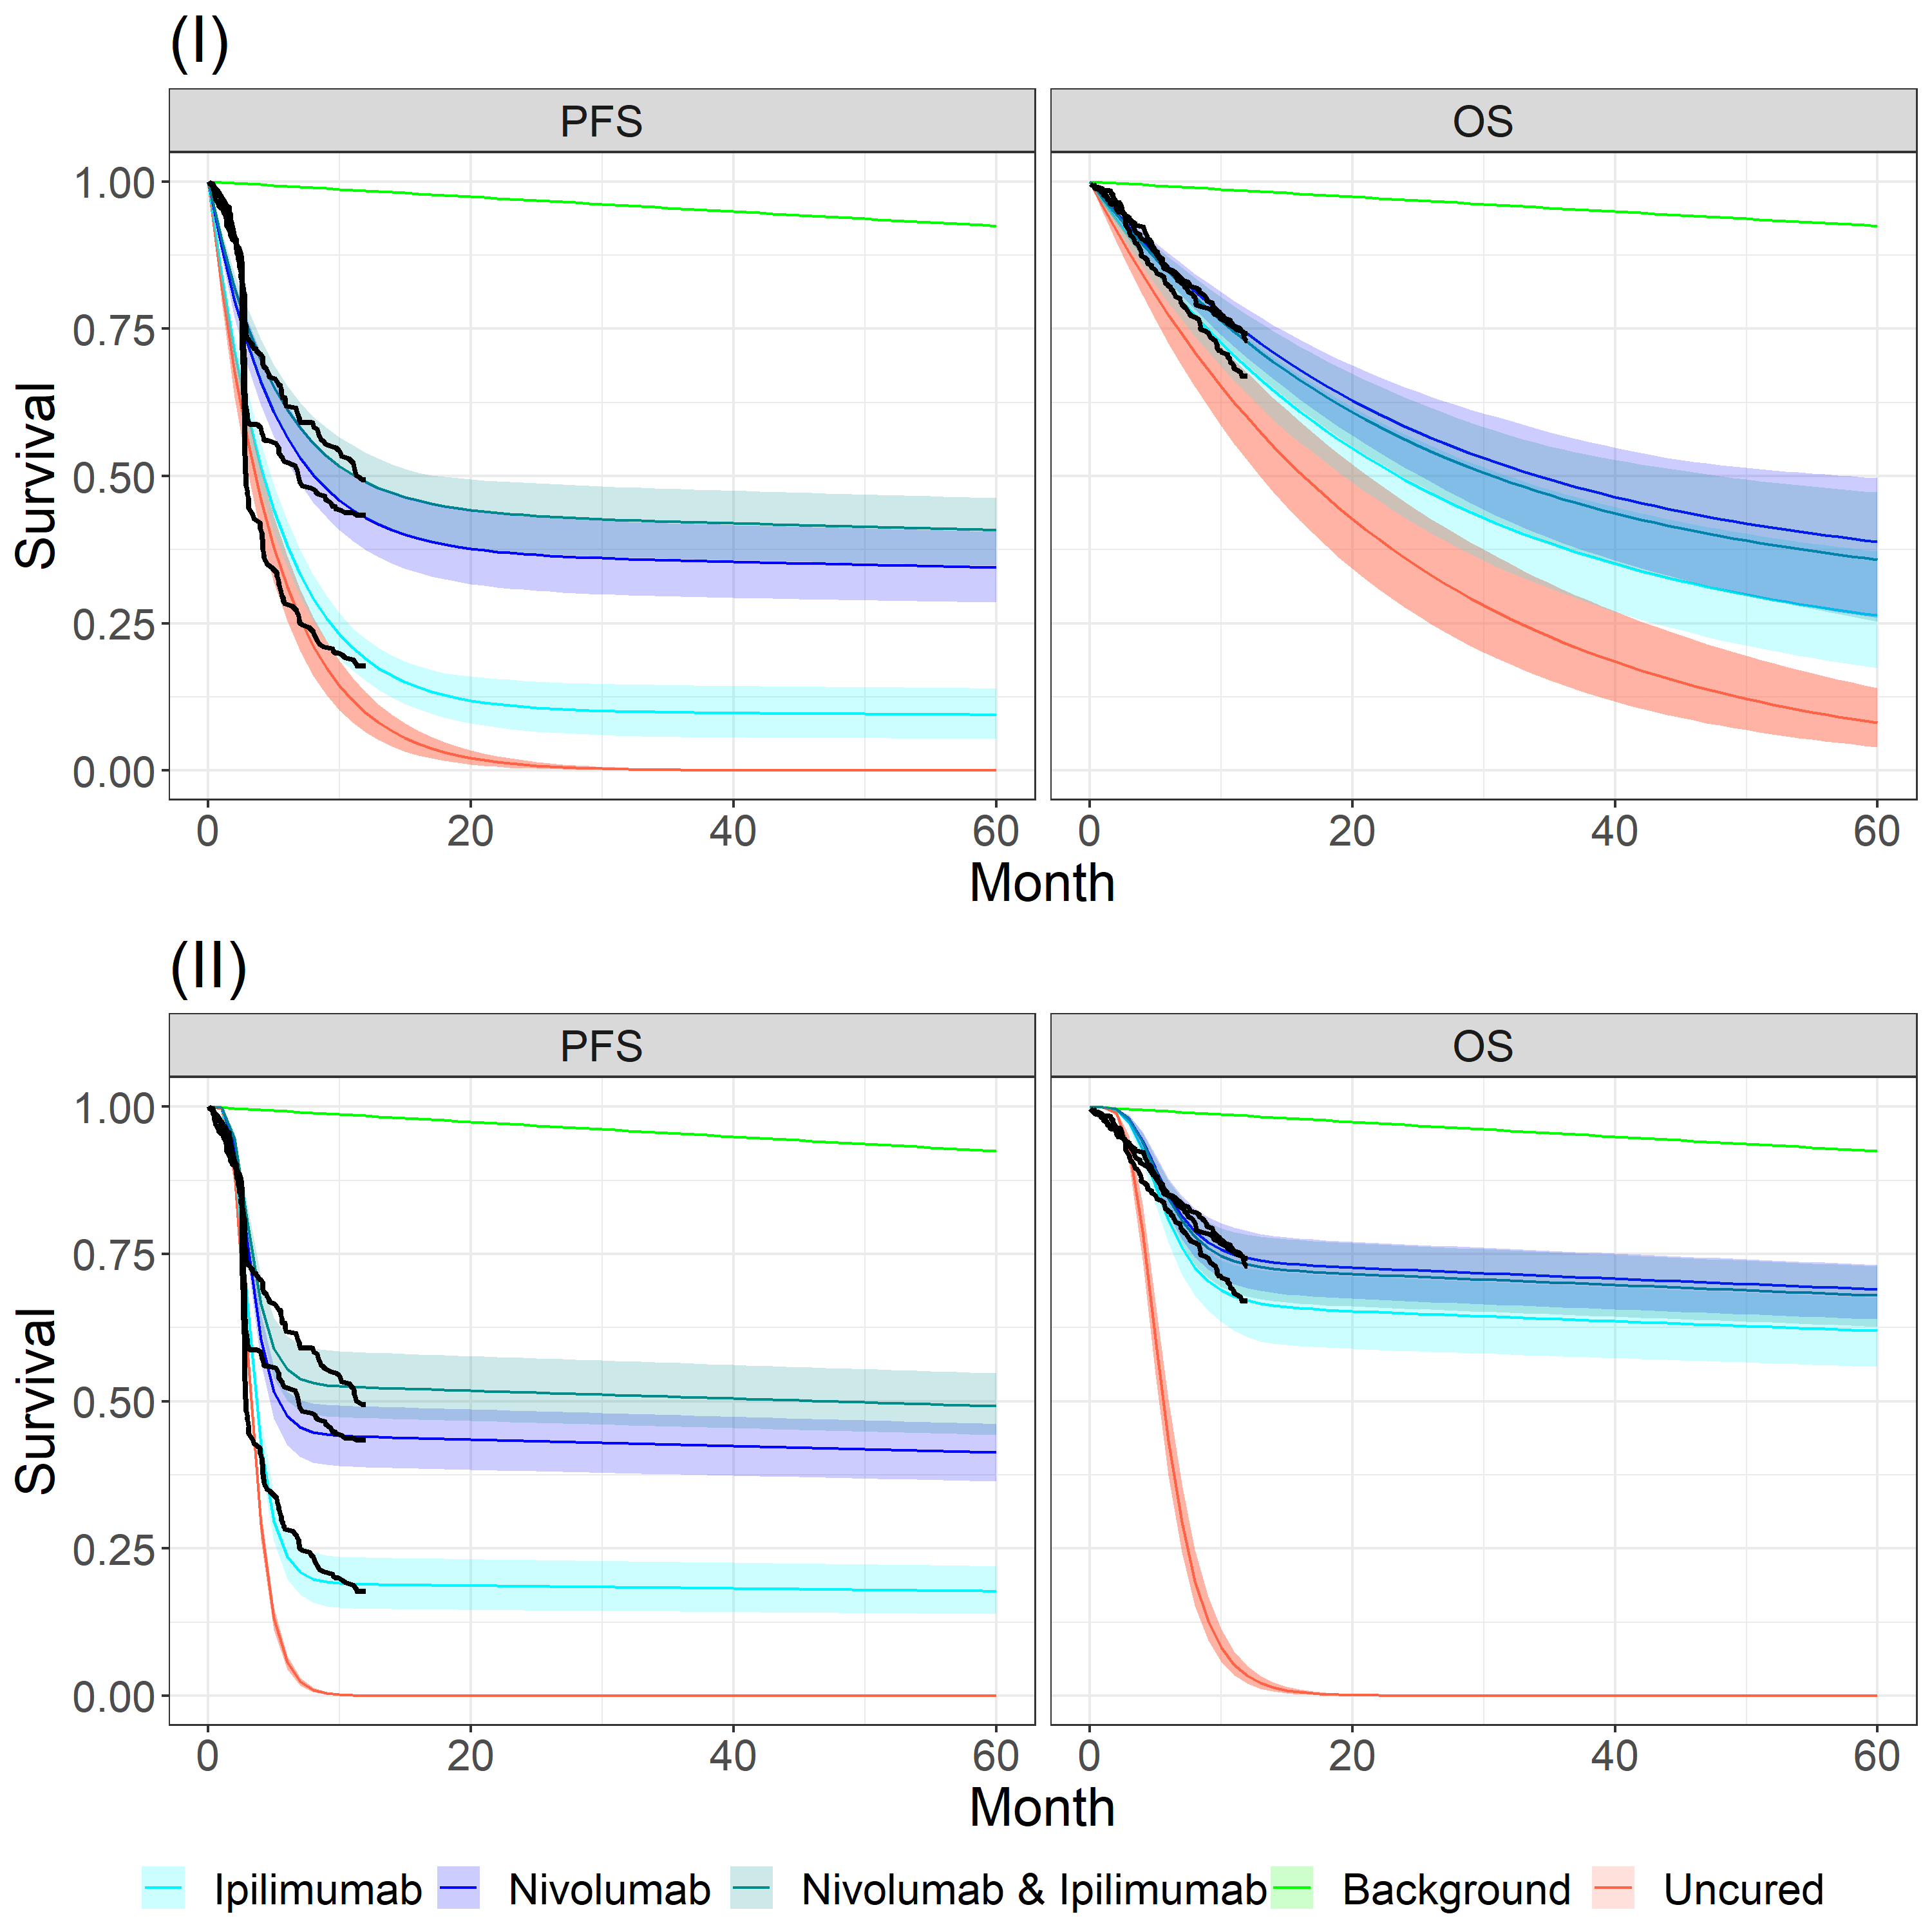 (I)
PFS OS
1.00
0.75
0.50
0.25
0.00
Survival
0 20 40 60 0 20 40 60
Month
(II)
PFS OS
1.00
0.75
0.50
0.25
0.00
Survival
0 20 40 60 0 20 40 60
Month
Ipilimumab Nivolumab Nivolumab & Ipilimumab Background Uncured